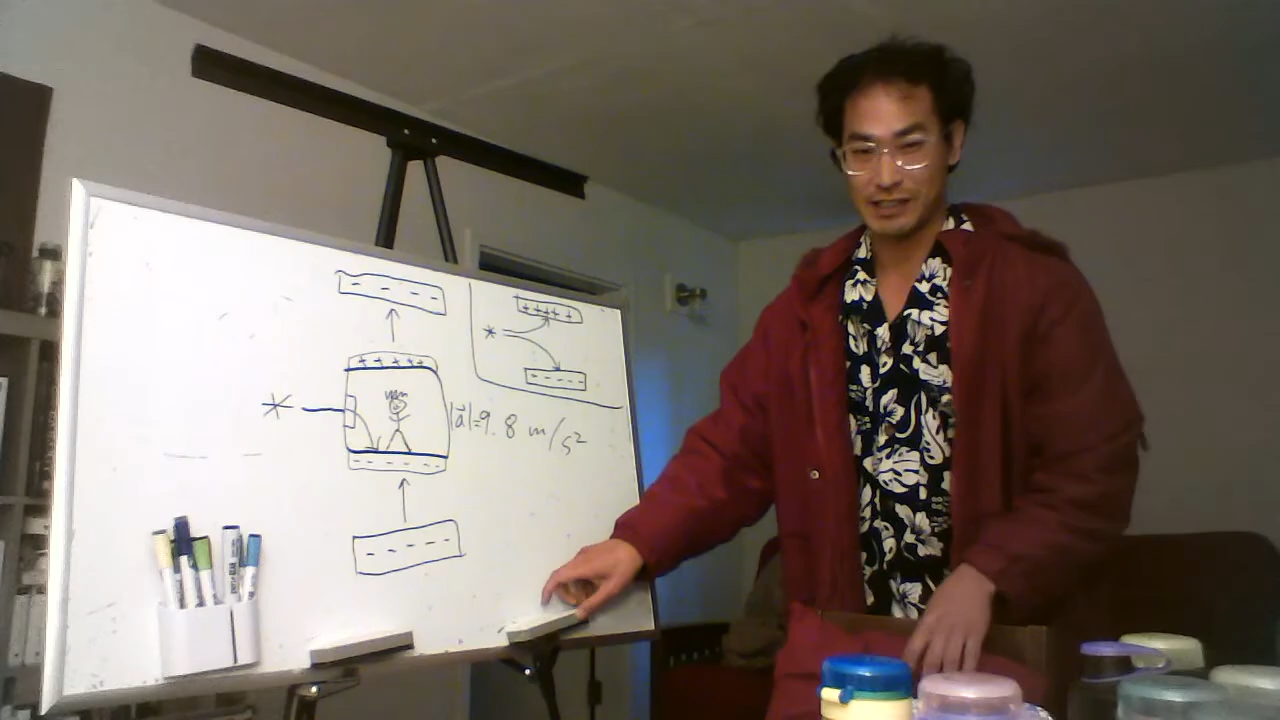 - - - -
+ + + + +
+ + + + +
*
- - - -
*
|a⃗|=9.8 m/s²
- - - - -
- - - - -